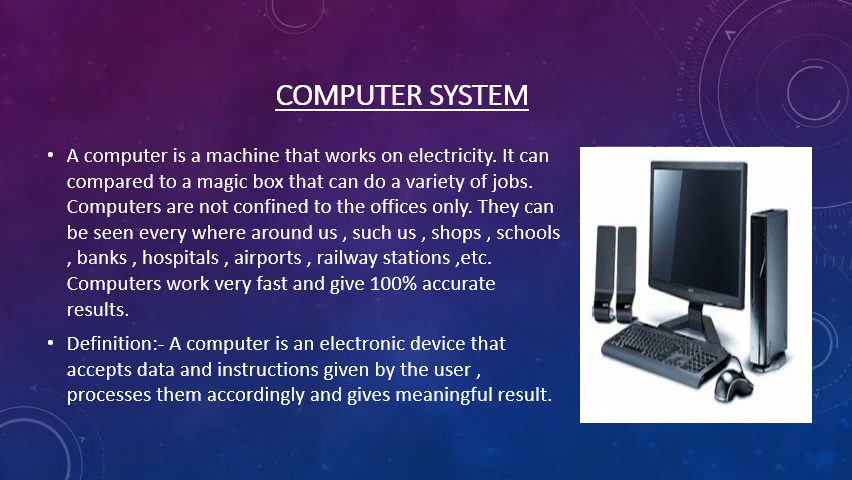 COMPUTER SYSTEM
• A computer is a machine that works on electricity. It can
compared to a magic box that can do a variety of jobs.
Computers are not confined to the offices only. They can
be seen every where around us , such us , shops , schools
, banks , hospitals , airports , railway stations ,etc.
Computers work very fast and give 100% accurate
results.
• Definition:- A computer is an electronic device that
accepts data and instructions given by the user ,
processes them accordingly and gives meaningful result.